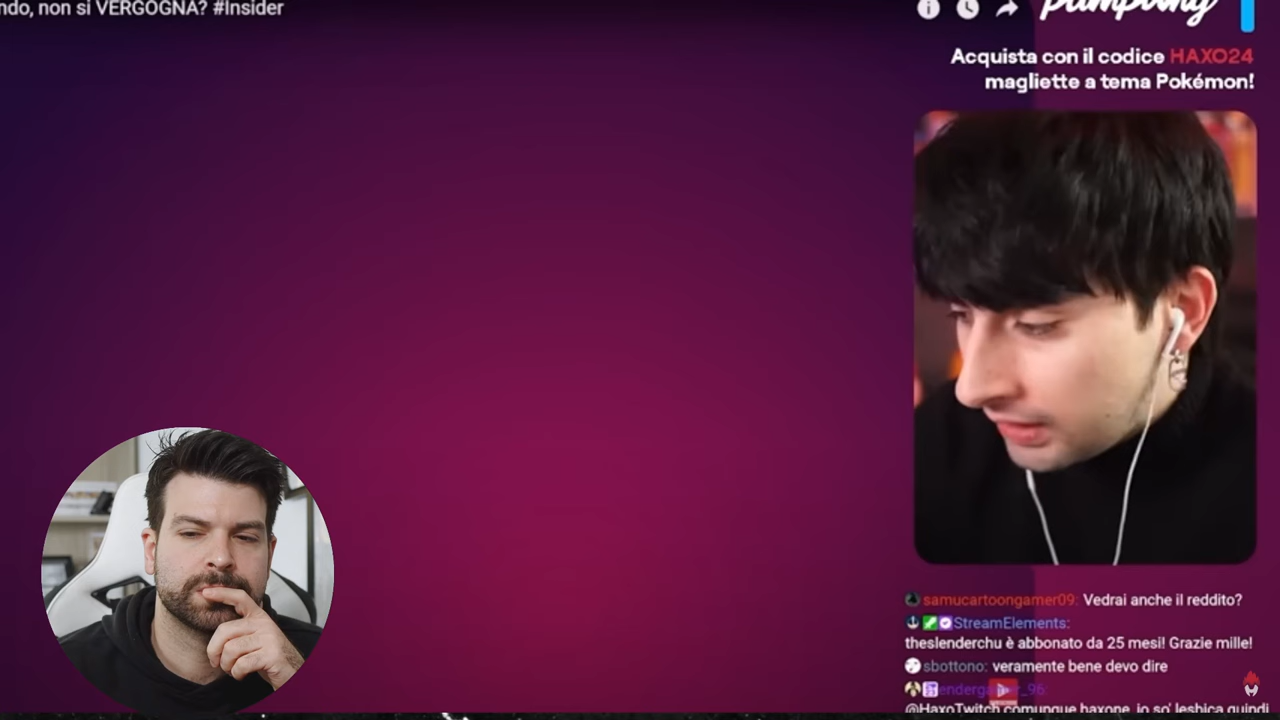 ndo, non si VERGOGNA? #Insider
pampling
Acquista con il codice HAXO24
magliette a tema Pokémon!
samucartoongamer09: Vedrai anche il reddito?
StreamElements:
theslenderchu è abbonato da 25 mesi! Grazie mille!
sbottono: veramente bene devo dire
@HaxoTwitch comunque haxone, io so' lesbica quindi